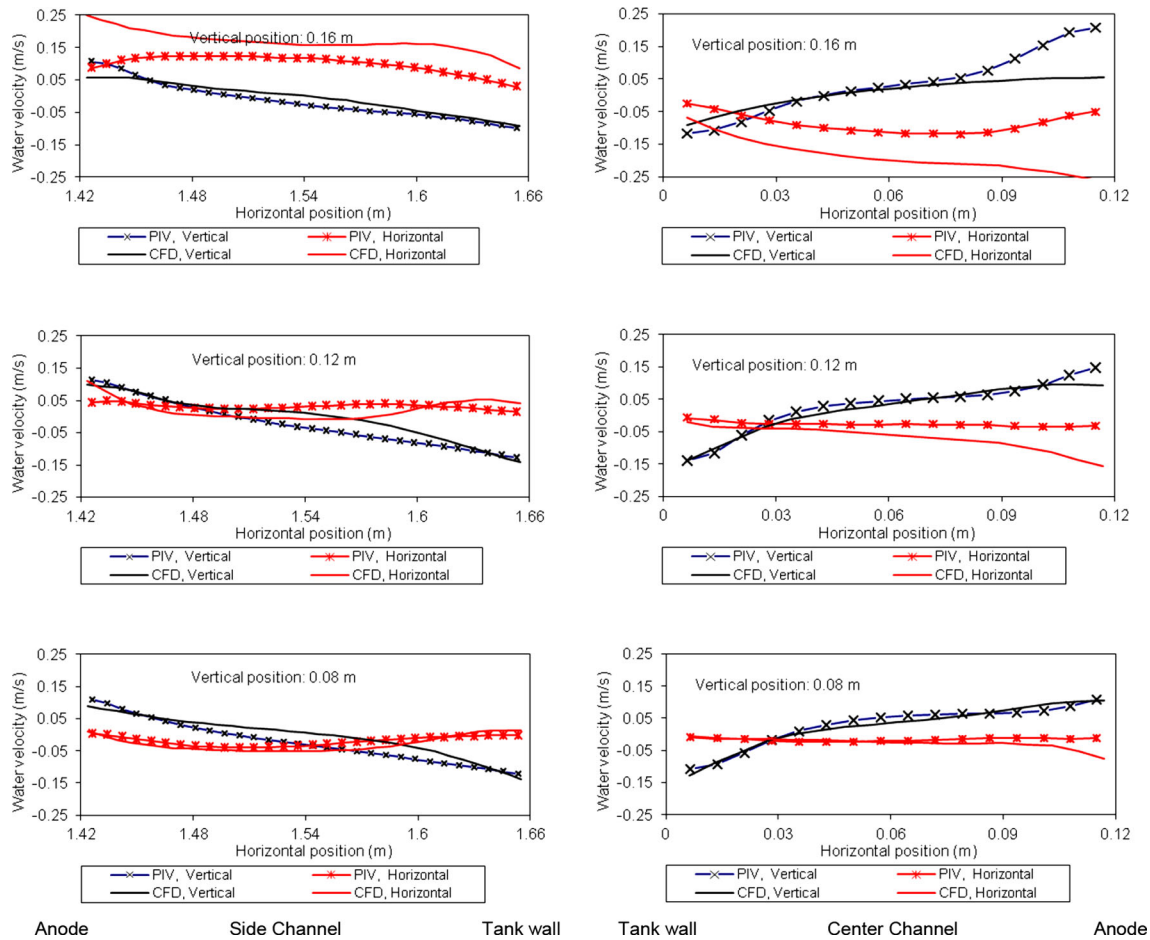 Water velocity (m/s)
0.25
0.15
0.05
-0.05
-0.15
-0.25
Vertical position: 0.16 m
1.42
1.48
1.54
1.6
1.66
Horizontal position (m)
PIV, Vertical
PIV, Horizontal
CFD, Vertical
CFD, Horizontal
Water velocity (m/s)
0.25
0.15
0.05
-0.05
-0.15
-0.25
Vertical position: 0.16 m
0
0.03
0.06
0.09
0.12
Horizontal position (m)
PIV, Vertical
PIV, Horizontal
CFD, Vertical
CFD, Horizontal
Water velocity (m/s)
0.25
0.15
0.05
-0.05
-0.15
-0.25
Vertical position: 0.12 m
1.42
1.48
1.54
1.6
1.66
Horizontal position (m)
PIV, Vertical
PIV, Horizontal
CFD, Vertical
CFD, Horizontal
Water velocity (m/s)
0.25
0.15
0.05
-0.05
-0.15
-0.25
Vertical position: 0.12 m
0
0.03
0.06
0.09
0.12
Horizontal position (m)
PIV, Vertical
PIV, Horizontal
CFD, Vertical
CFD, Horizontal
Water velocity (m/s)
0.25
0.15
0.05
-0.05
-0.15
-0.25
Vertical position: 0.08 m
1.42
1.48
1.54
1.6
1.66
Horizontal position (m)
PIV, Vertical
PIV, Horizontal
CFD, Vertical
CFD, Horizontal
Water velocity (m/s)
0.25
0.15
0.05
-0.05
-0.15
-0.25
Vertical position: 0.08 m
0
0.03
0.06
0.09
0.12
Horizontal position (m)
PIV, Vertical
PIV, Horizontal
CFD, Vertical
CFD, Horizontal
Anode Side Channel Tank wall
Tank wall Center Channel Anode